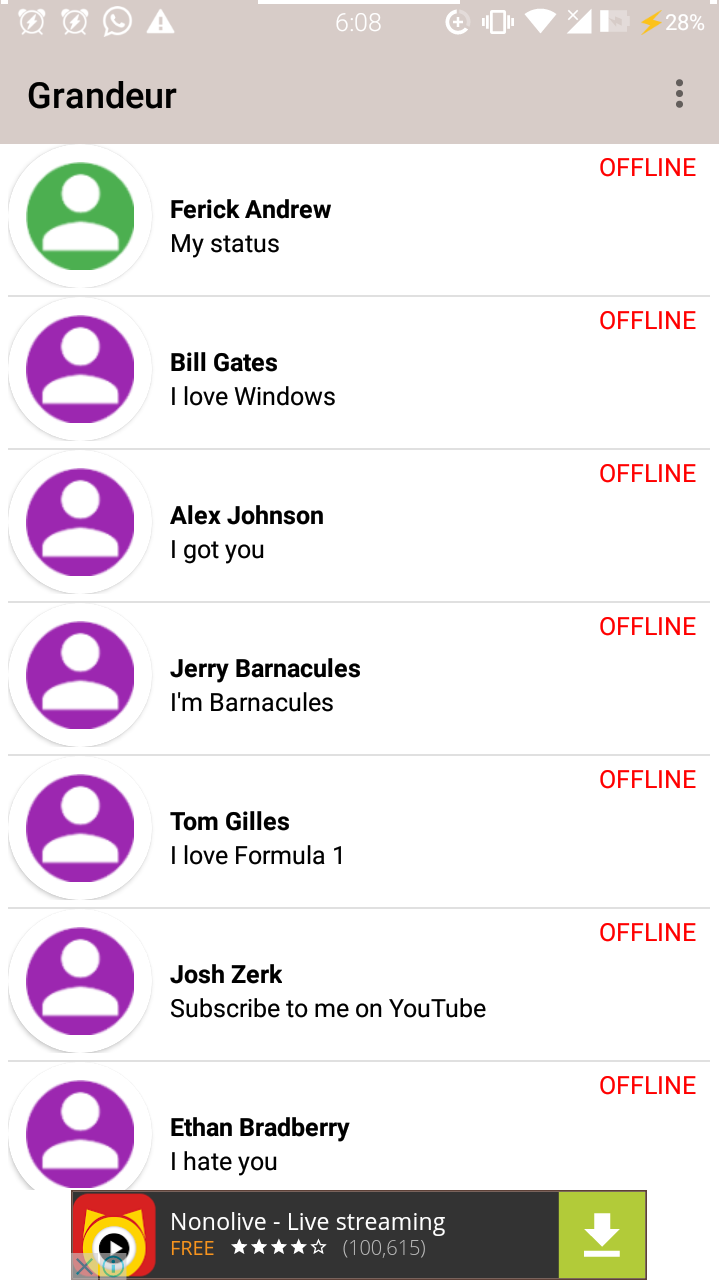 6:08
28%
Grandeur
OFFLINE
Ferick Andrew
My status
OFFLINE
Bill Gates
I love Windows
OFFLINE
Alex Johnson
I got you
OFFLINE
Jerry Barnacules
I'm Barnacules
OFFLINE
Tom Gilles
I love Formula 1
OFFLINE
Josh Zerk
Subscribe to me on YouTube
OFFLINE
Ethan Bradberry
I hate you
Nonolive - Live streaming
FREE (100,615)